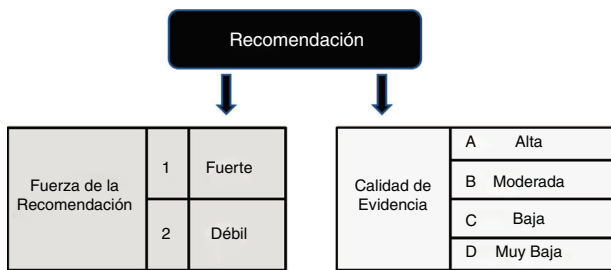 Recomendación
Fuerza de la
Recomendación
1 Fuerte
2 Débil
Calidad de
Evidencia
A Alta
B Moderada
C Baja
D Muy Baja